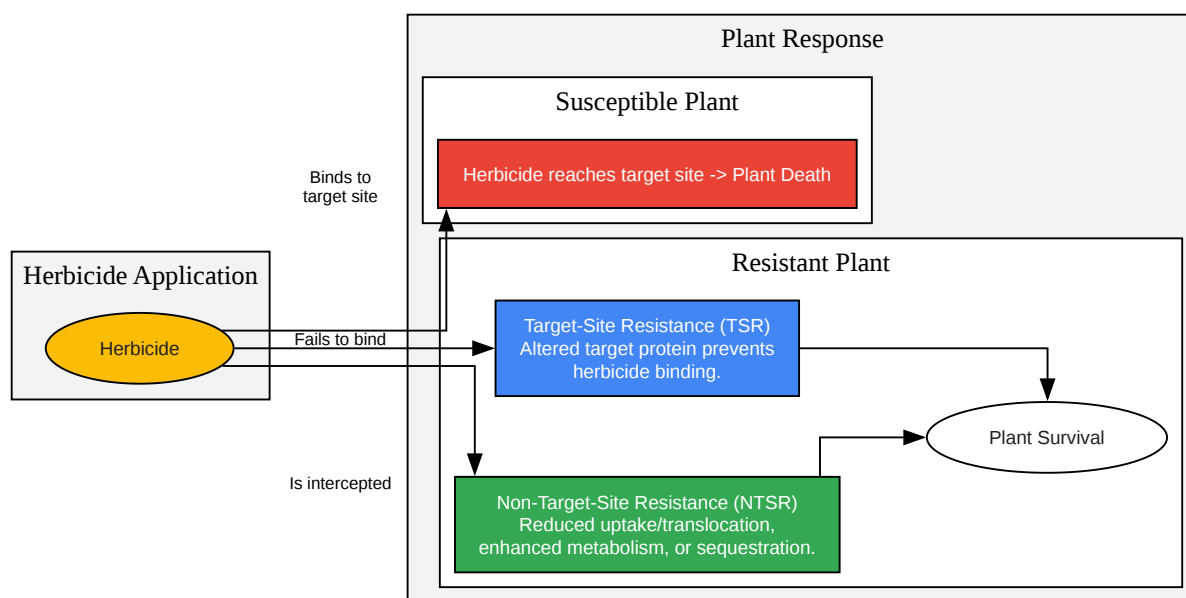 Plant Response
Susceptible Plant
Herbicide reaches target site -> Plant Death
Binds to
target site
Herbicide Application
Herbicide
Fails to bind
Resistant Plant
Target-Site Resistance (TSR)
Altered target protein prevents
herbicide binding.
Plant Survival
Is intercepted
Non-Target-Site Resistance (NTSR)
Reduced uptake/translocation,
enhanced metabolism, or sequestration.